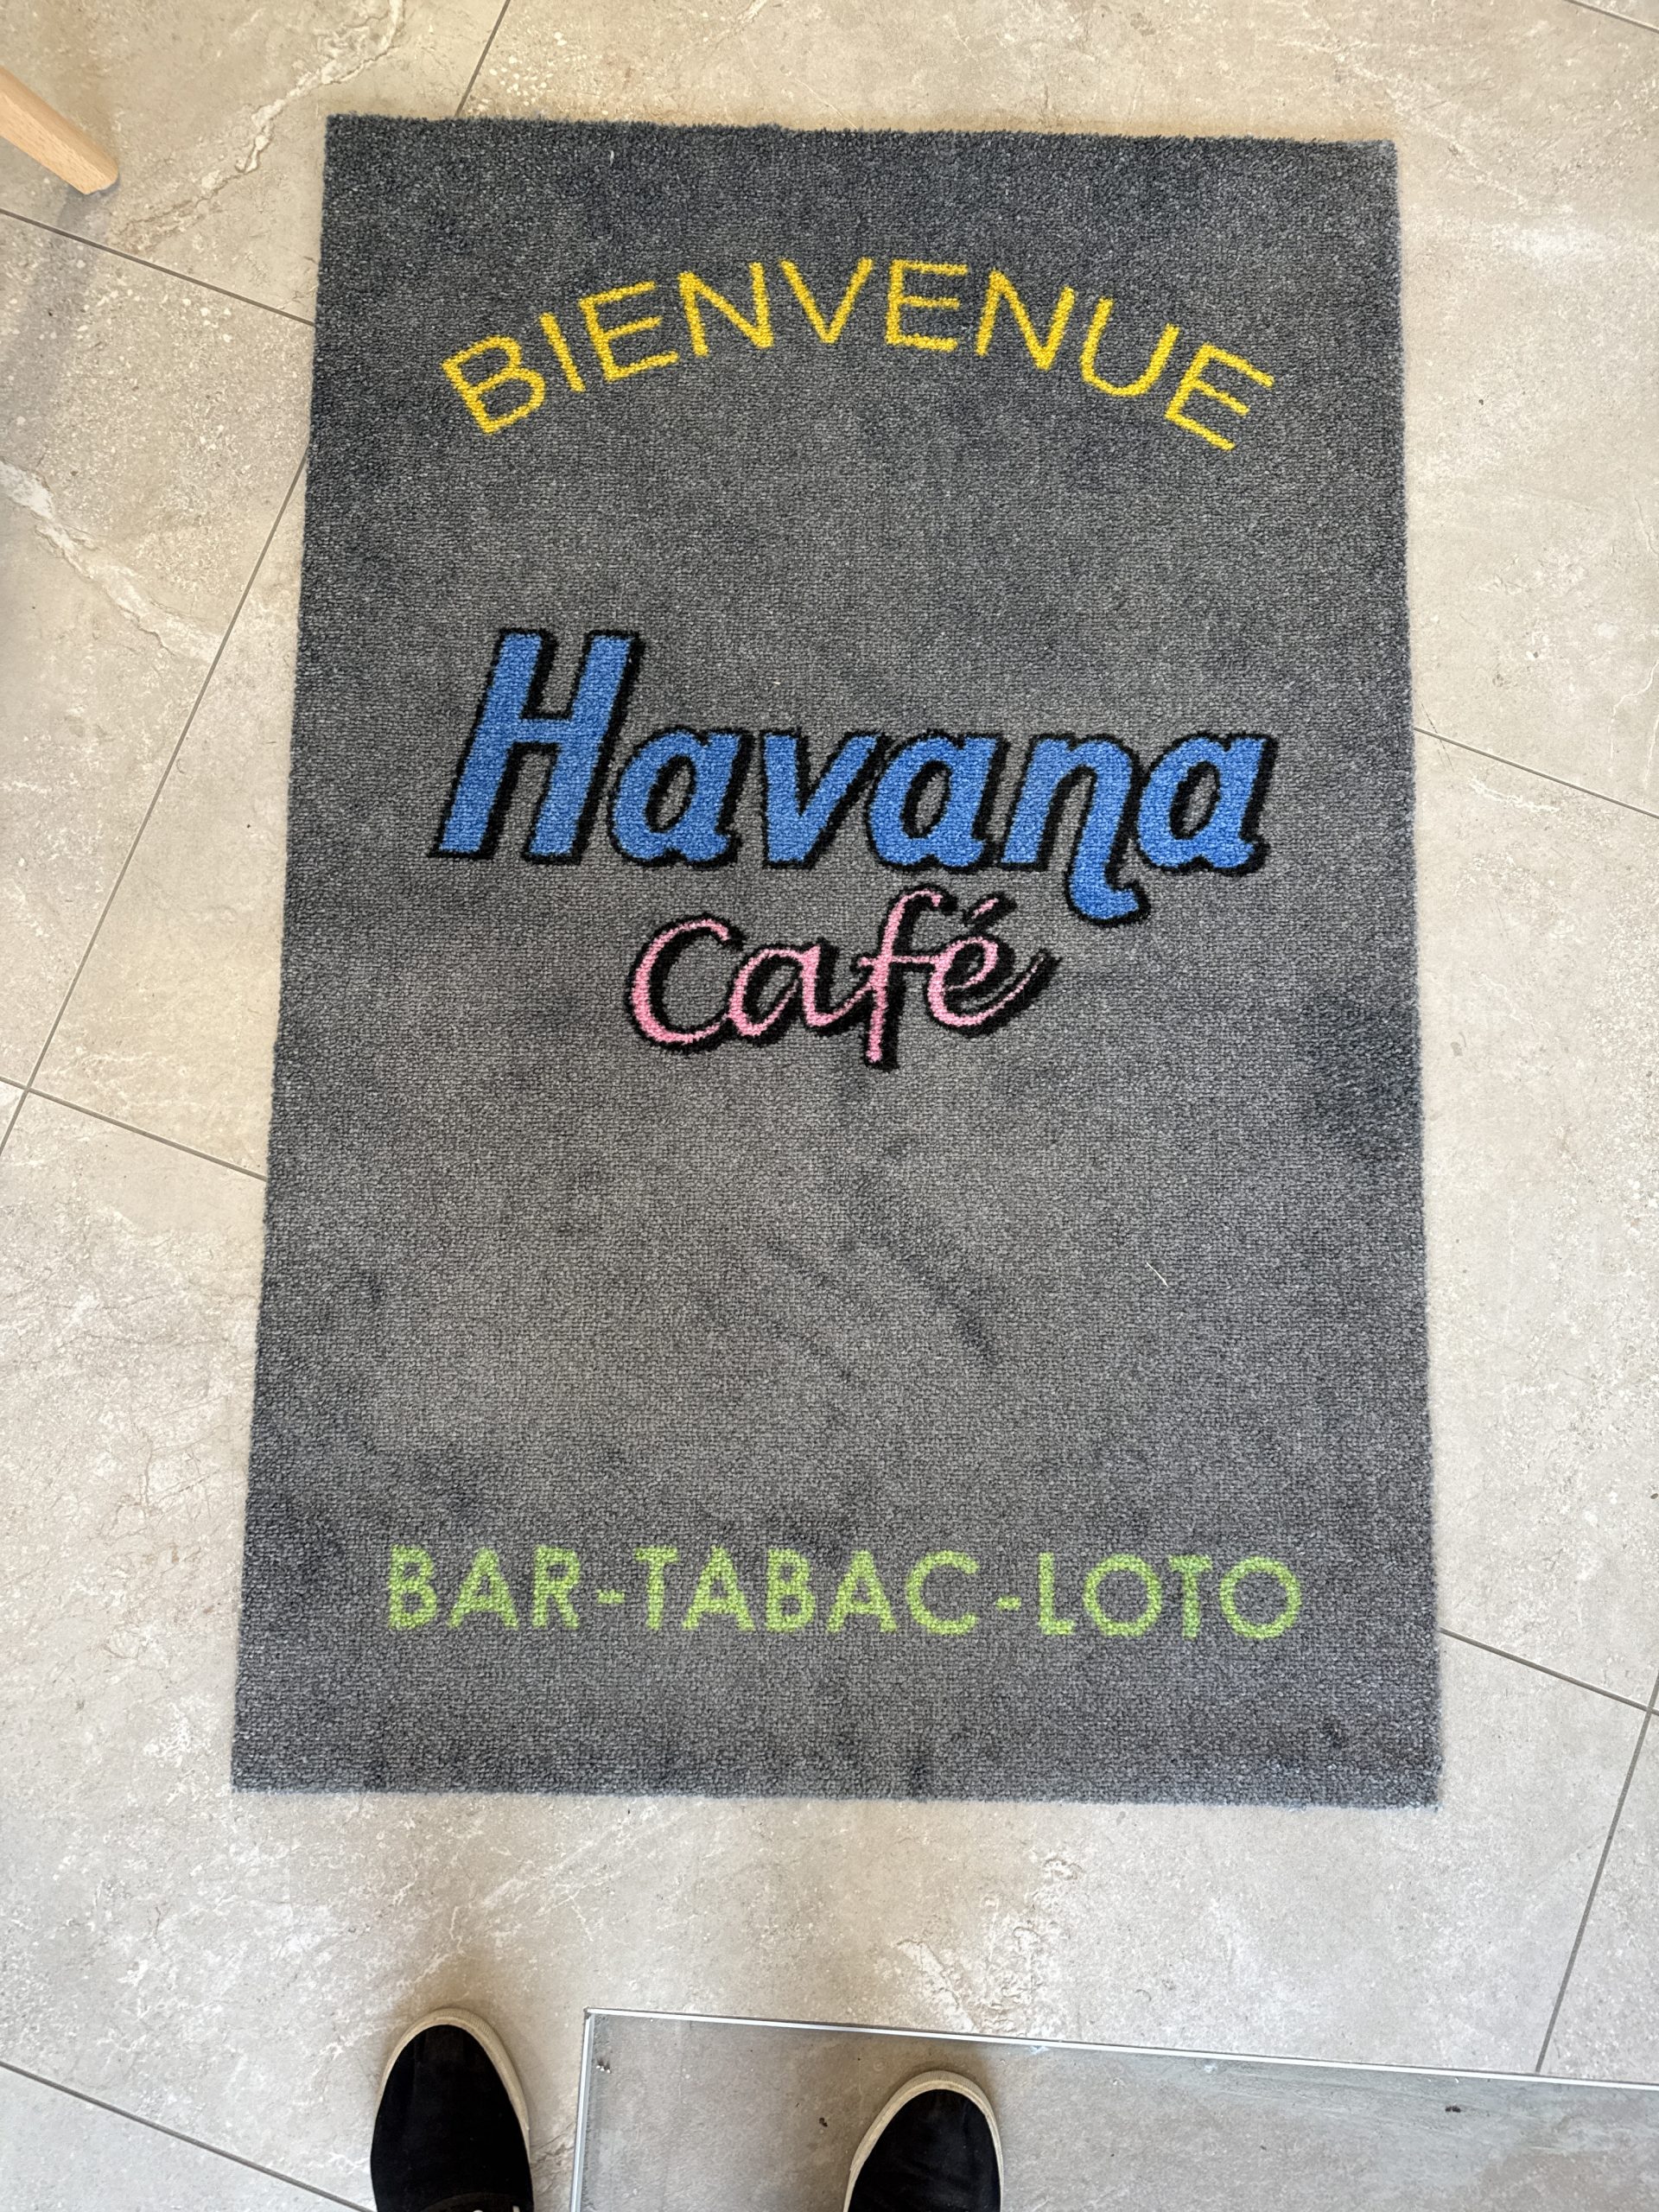 BIENVENUE
Havana
Café
BAR-TABAC-LOTO